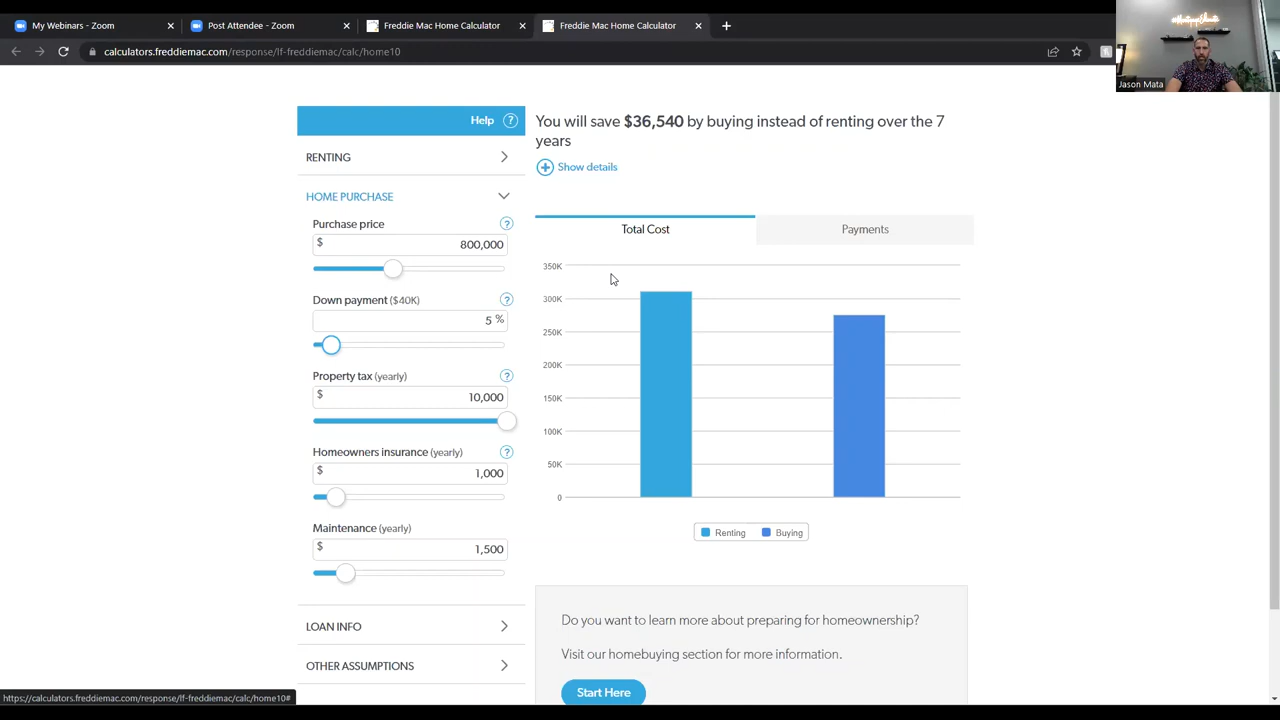 My Webinars - Zoom
Post Attendee - Zoom
Freddie Mac Home Calculator
Freddie Mac Home Calculator
calculators.freddiemac.com/response/lf-freddiemac/calc/home10
Jason Mata
Help ?
RENTING
HOME PURCHASE
Purchase price ?
$ 800,000
Down payment ($40K) ?
5 %
Property tax (yearly) ?
$ 10,000
Homeowners insurance (yearly) ?
$ 1,000
Maintenance (yearly)
$ 1,500
LOAN INFO
OTHER ASSUMPTIONS
You will save $36,540 by buying instead of renting over the 7
years
Show details
Total Cost
Payments
350K
300K
250K
200K
150K
100K
50K
0
Renting
Buying
Do you want to learn more about preparing for homeownership?
Visit our homebuying section for more information.
Start Here
https://calculators.freddiemac.com/response/lf-freddiemac/calc/home10#